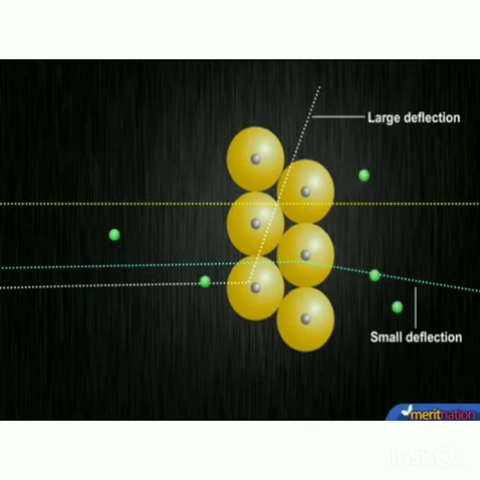 Large deflection
Small deflection
meritnation